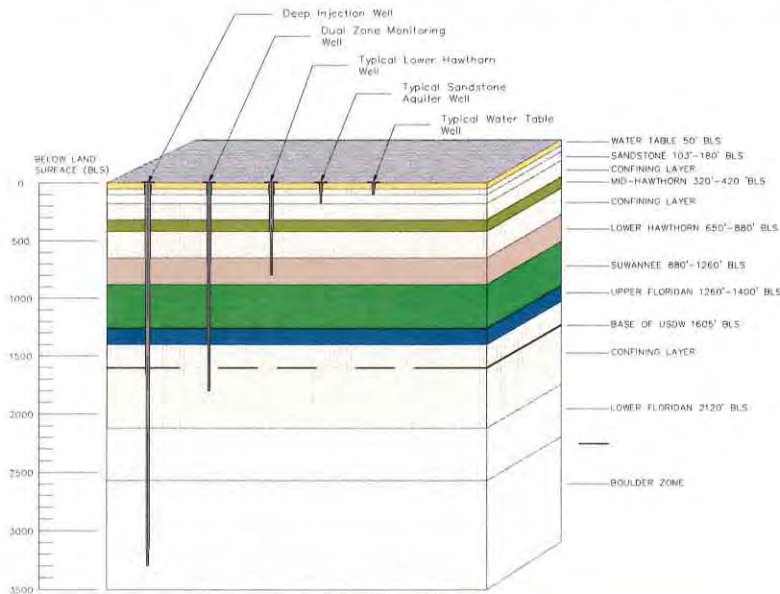 Deep Injection Well
Dual Zone Monitoring
Well
Typical Lower Hawthorn
Well
Typical Sandstone
Aquifer Well
Typical Water Table
Well
BELOW LAND
SURFACE (BLS)
0
500
1000
1500
2000
2500
3000
3500
WATER TABLE 50' BLS
SANDSTONE 103'-180' BLS
CONFINING LAYER
MID-HAWTHORN 320'-420 'BLS
CONFINING LAYER
LOWER HAWTHORN 650'-880' BLS
SUWANNEE 880'-1260' BLS
UPPER FLORIDAN 1260'-1400' BLS
BASE OF USDW 1605' BLS
CONFINING LAYER
LOWER FLORIDAN 2120' BLS
BOULDER ZONE